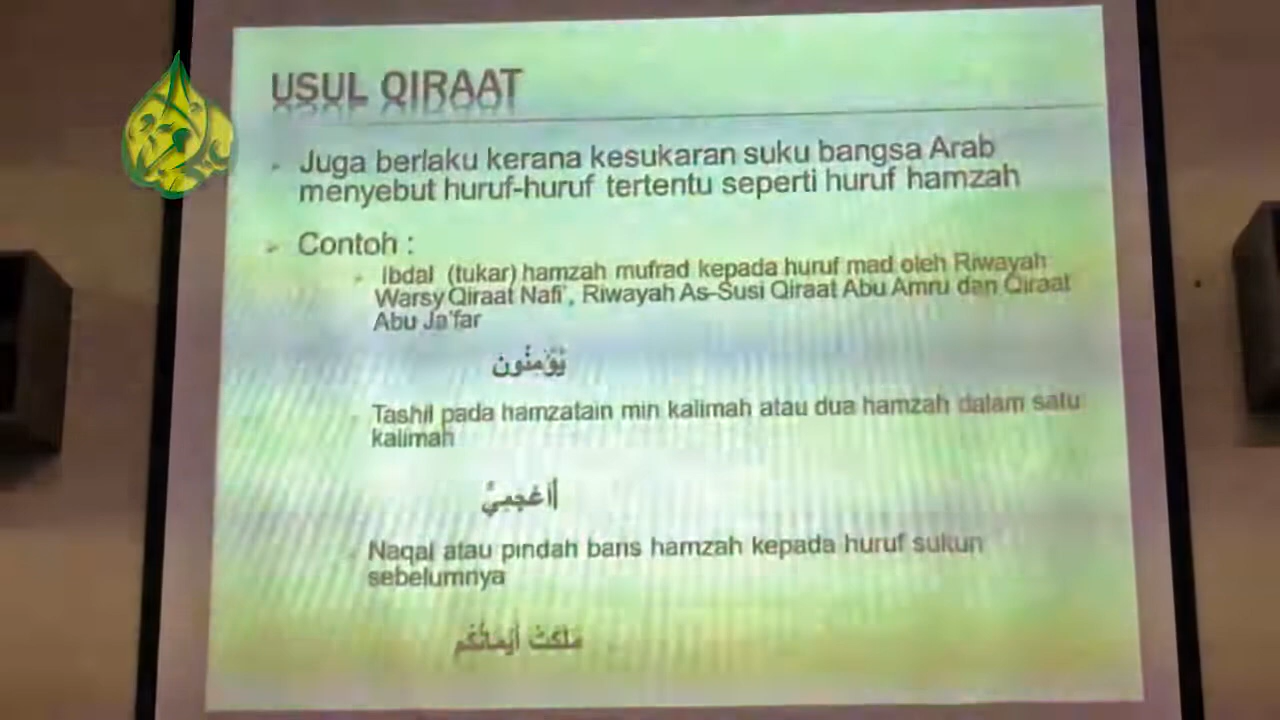 USUL QIRAAT
Juga berlaku kerana kesukaran suku bangsa Arab
menyebut huruf-huruf tertentu seperti huruf hamzah
Contoh :
Ibdal (tukar) hamzah mufrad kepada huruf mad oleh Riwayah
Warsy Qiraat Nafi', Riwayah As-Susi Qiraat Abu Amru dan Qiraat
Abu Ja'far
يُؤْمِنُون
Tashil pada hamzatain min kalimah atau dua hamzah dalam satu
kalimah
أأعْجَمِيٌّ
Naqal atau pindah baris hamzah kepada huruf sukun
sebelumnya
مَلَكَتْ أَيْمَانُكُم